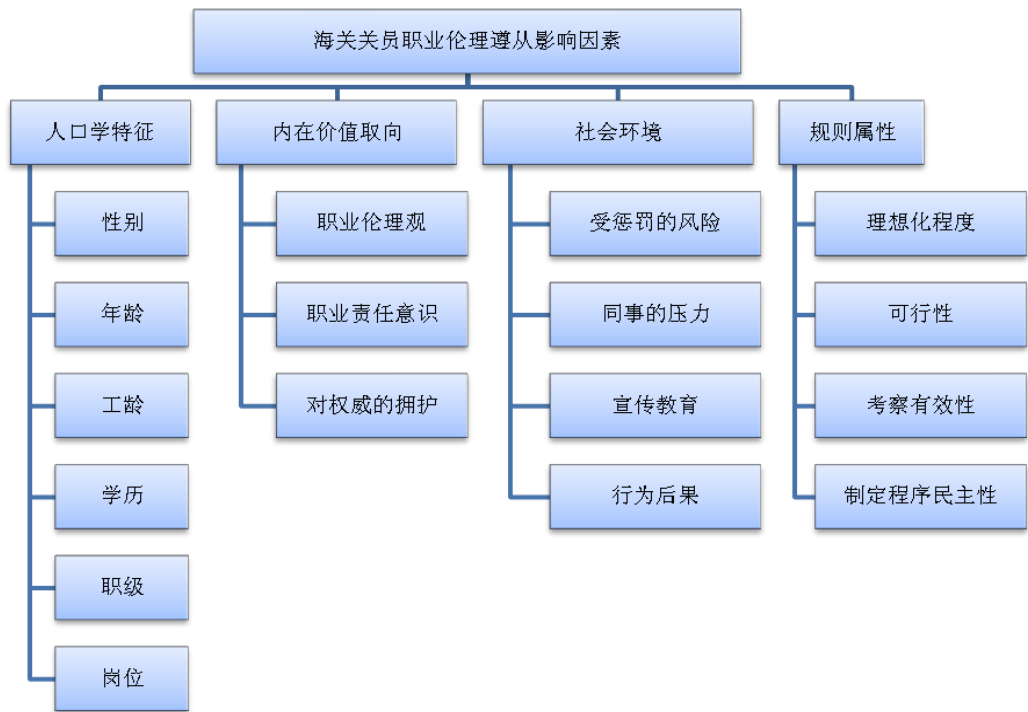 海关关员职业伦理遵从影响因素
人口学特征
内在价值取向
社会环境
规则属性
性别
职业伦理观
受惩罚的风险
理想化程度
年龄
职业责任意识
同事的压力
可行性
工龄
对权威的拥护
宣传教育
考察有效性
学历
行为后果
制定程序民主性
职级
岗位